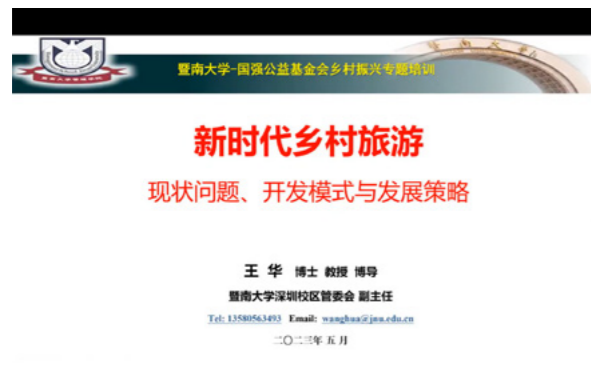 暨南大学-国强公益基金会乡村振兴专题培训
新时代乡村旅游
现状问题、开发模式与发展策略
王 华 博士 教授 博导
暨南大学深圳校区管委会 副主任
Tel: 13580563493 Email: wanghua@jnu.edu.cn
二〇二三年 五 月